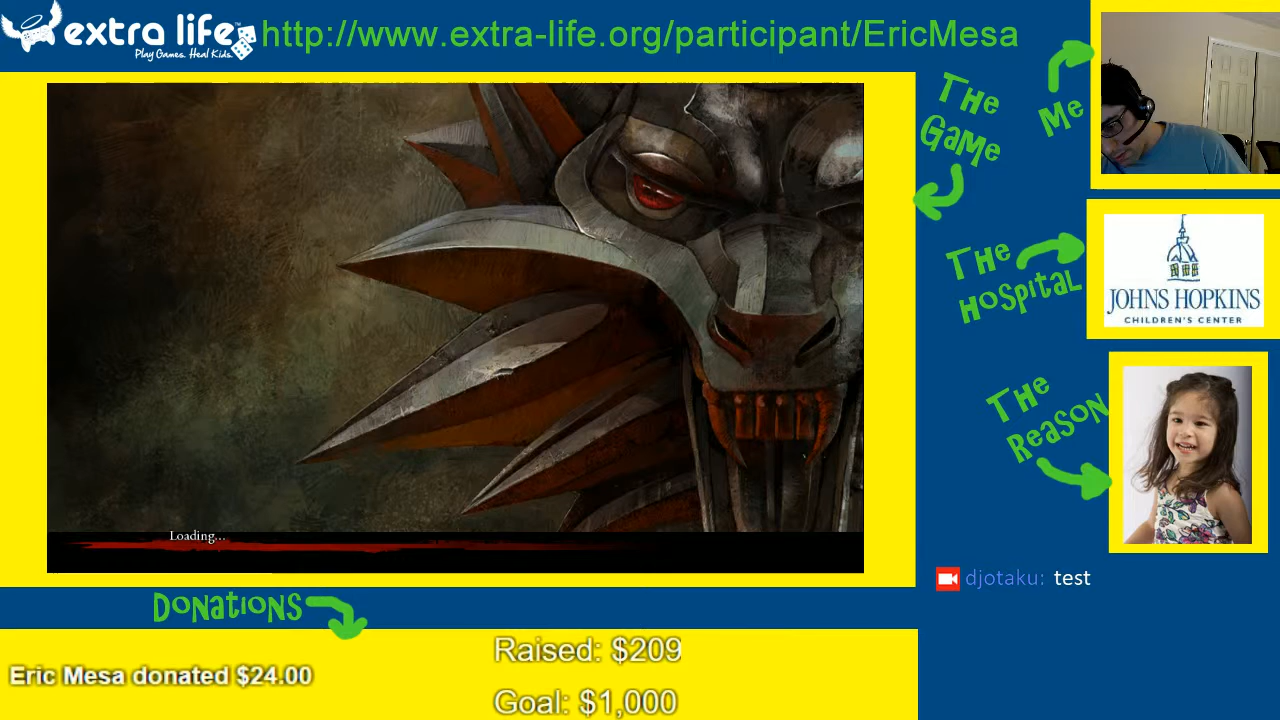 extra life™
Play Games. Heal Kids.
http://www.extra-life.org/participant/EricMesa
The
Game
Me
The
Hospital
JOHNS HOPKINS
CHILDREN'S CENTER
The
Reason
Loading...
djotaku: test
Donations
Eric Mesa donated $24.00
Raised: $209
Goal: $1,000